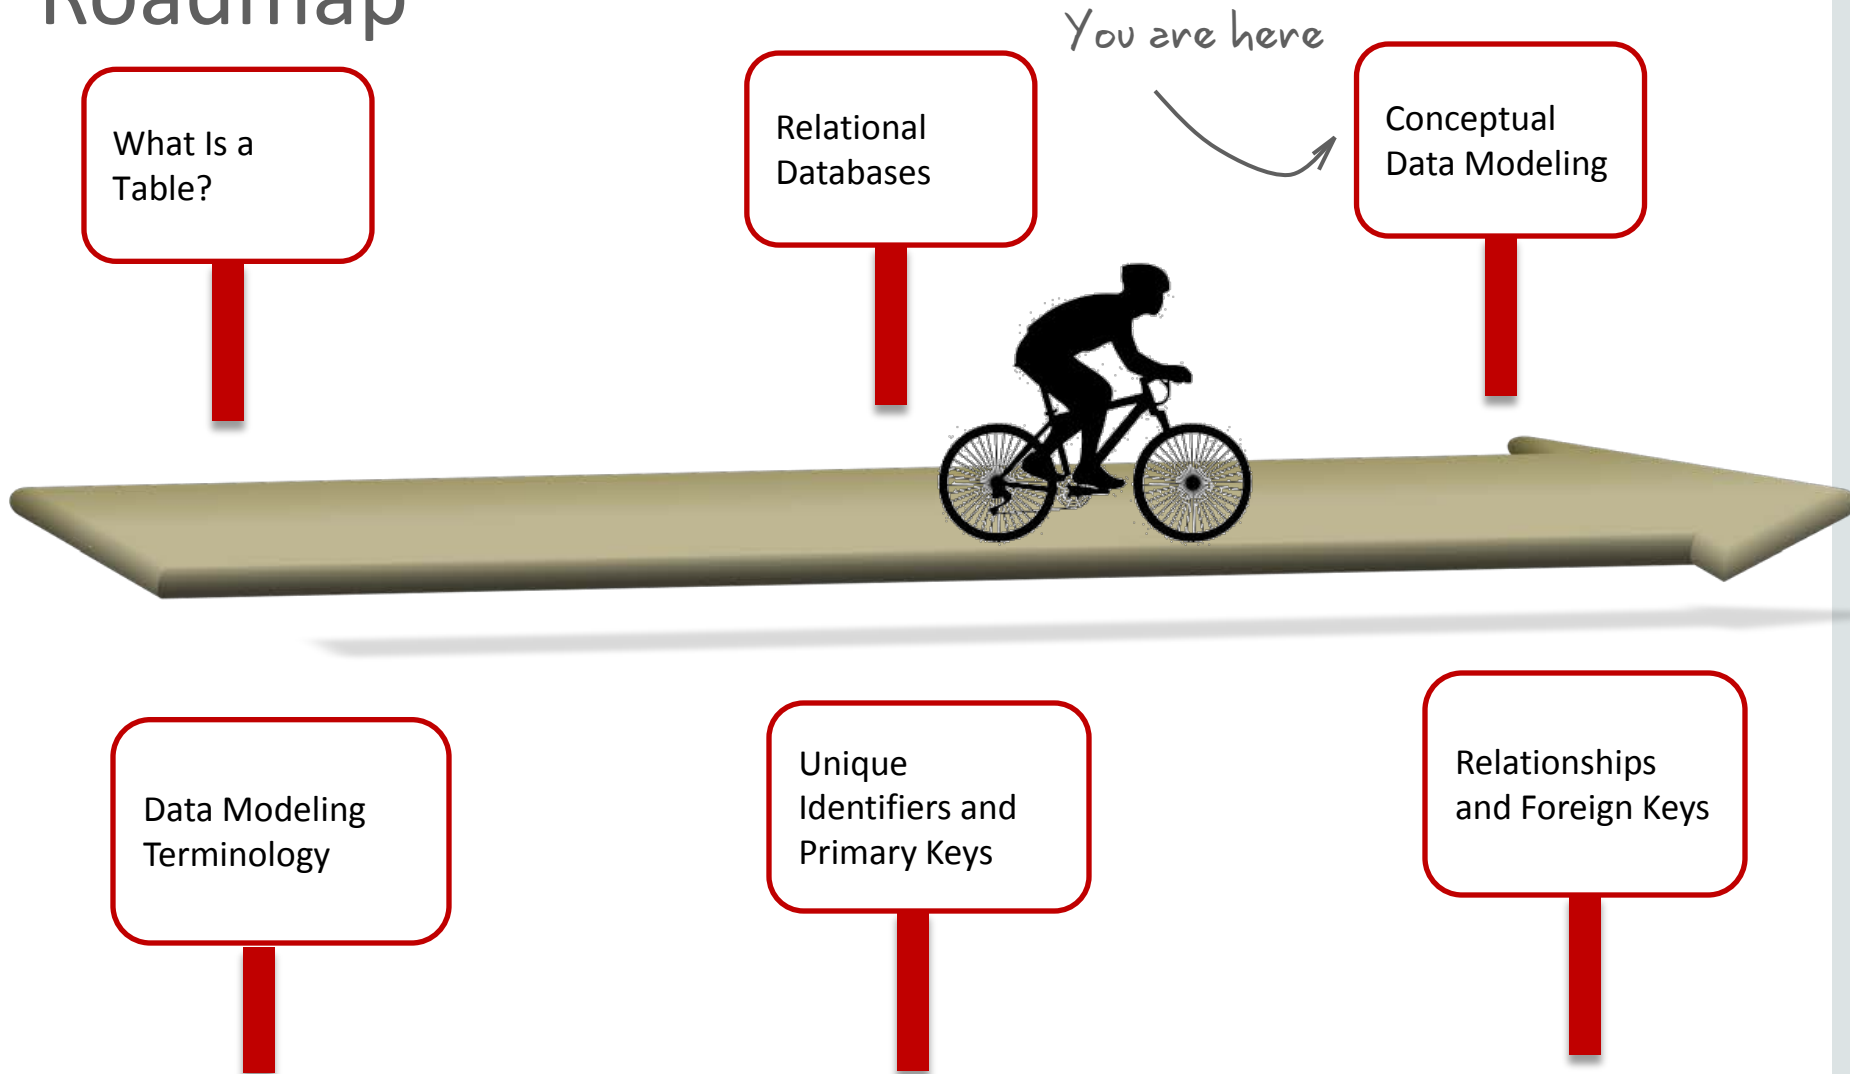 Roadmap
You are here
What Is a
Table?
Relational
Databases
Conceptual
Data Modeling
Data Modeling
Terminology
Unique
Identifiers and
Primary Keys
Relationships
and Foreign Keys